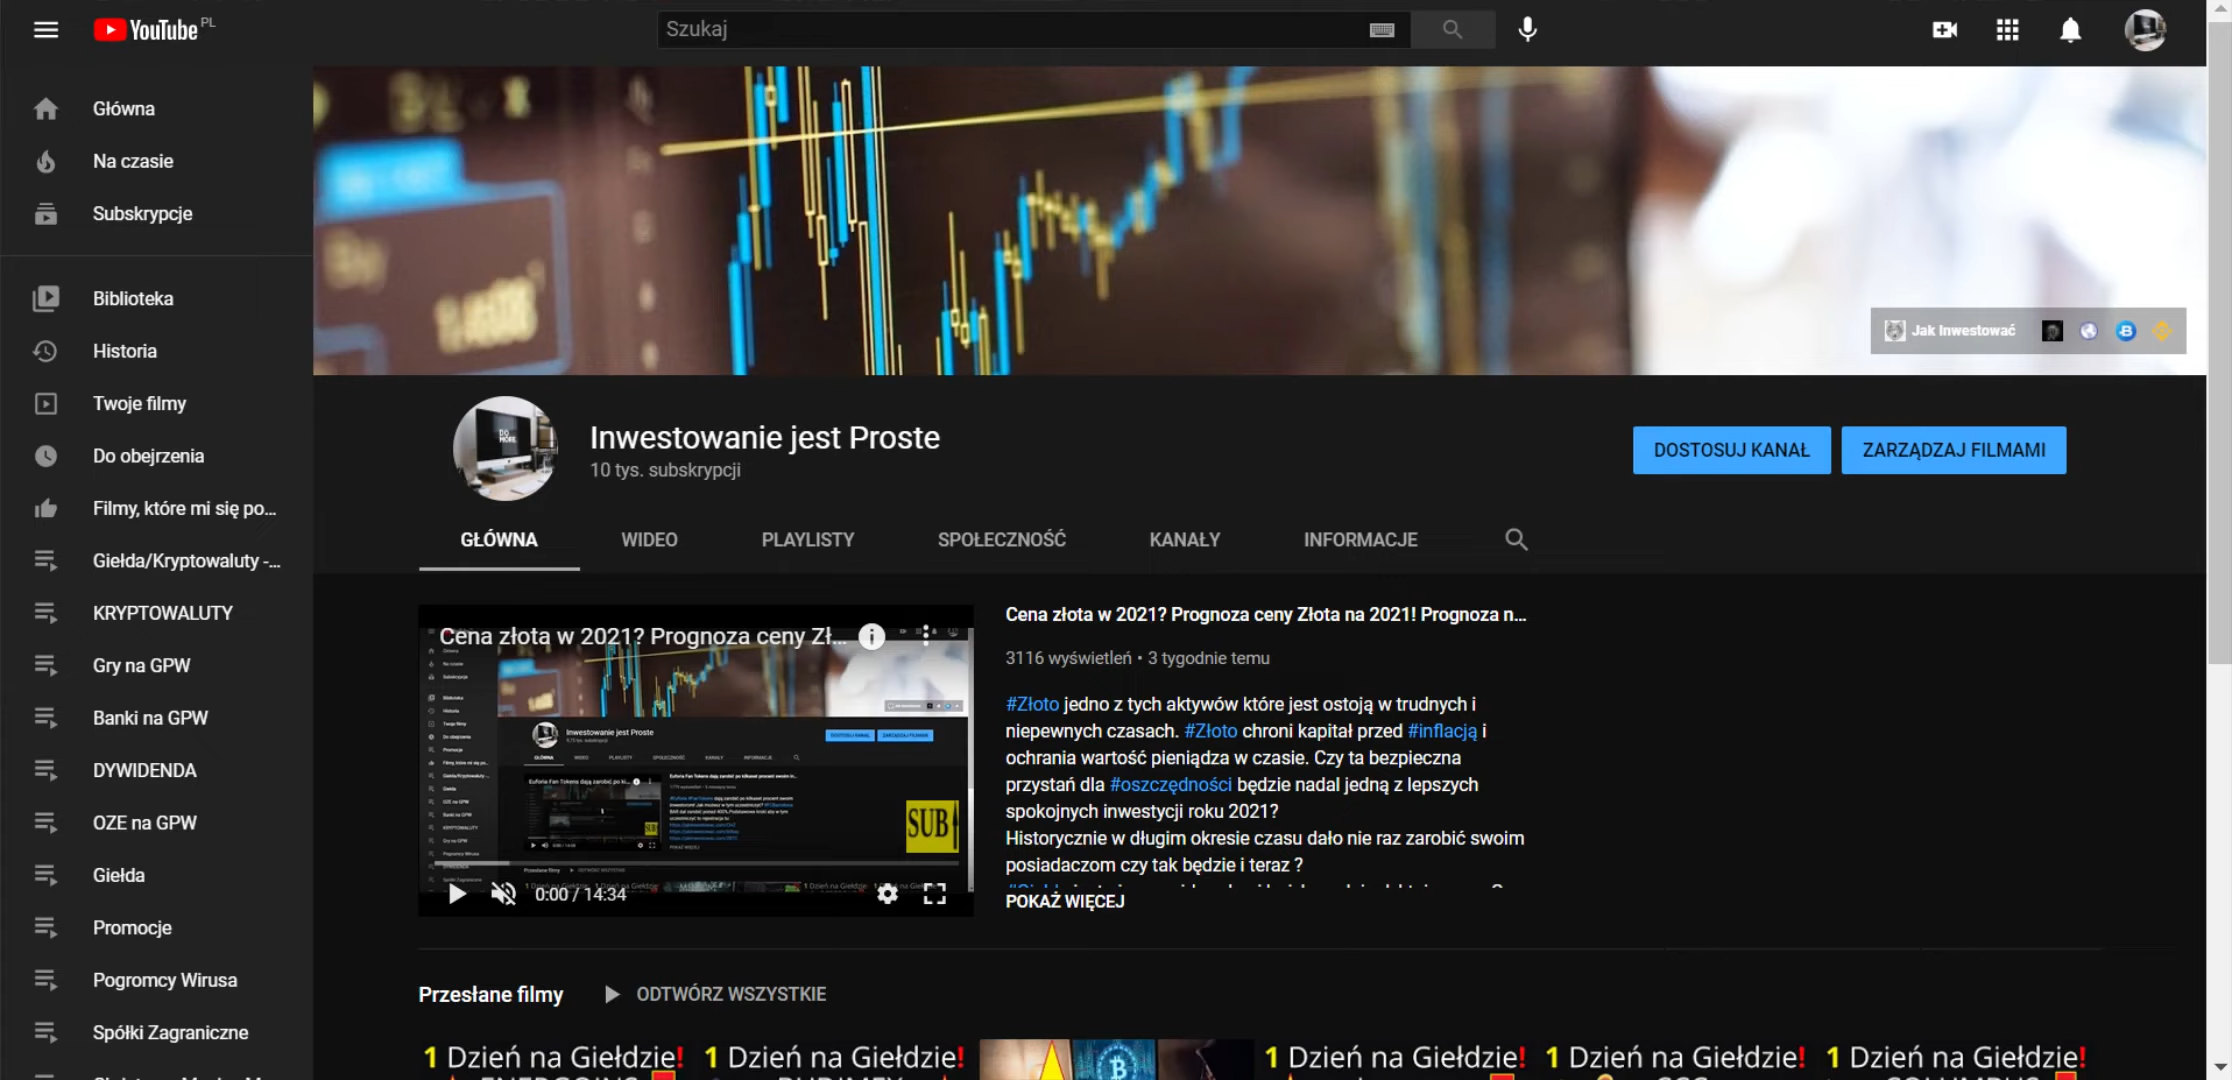 YouTube PL
Szukaj
Główna
Na czasie
Subskrypcje
Biblioteka
Historia
Twoje filmy
Do obejrzenia
Filmy, które mi się po...
Giełda/Kryptowaluty -...
KRYPTOWALUTY
Gry na GPW
Banki na GPW
DYWIDENDA
OZE na GPW
Giełda
Promocje
Pogromcy Wirusa
Spółki Zagraniczne
Jak Inwestować
DO
MORE
Inwestowanie jest Proste
10 tys. subskrypcji
DOSTOSUJ KANAŁ
ZARZĄDZAJ FILMAMI
GŁÓWNA
WIDEO
PLAYLISTY
SPOŁECZNOŚĆ
KANAŁY
INFORMACJE
Cena złota w 2021? Prognoza ceny Zł...
Inwestowanie jest Proste
SUB
0:00 / 14:34
Cena złota w 2021? Prognoza ceny Złota na 2021! Prognoza n...
3116 wyświetleń • 3 tygodnie temu
#Złoto jedno z tych aktywów które jest ostoją w trudnych i
niepewnych czasach. #Złoto chroni kapitał przed #inflacją i
ochrania wartość pieniądza w czasie. Czy ta bezpieczna
przystań dla #oszczędności będzie nadal jedną z lepszych
spokojnych inwestycji roku 2021?
Historycznie w długim okresie czasu dało nie raz zarobić swoim
posiadaczom czy tak będzie i teraz ?
POKAŻ WIĘCEJ
Przesłane filmy
ODTWÓRZ WSZYSTKIE
1 Dzień na Giełdzie!
1 Dzień na Giełdzie!
1 Dzień na Giełdzie!
1 Dzień na Giełdzie!
1 Dzień na Giełdzie!